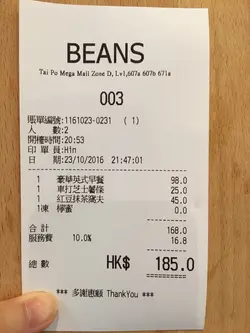 BEANS
Tai Po Mega Mall Zone D, Lv1,607a 607b 671a
003
賬單編號:1161023-0231 (1)
人 數:2
開檯時間:20:53
印單員:Hin
日 期:23/10/2016 21:47:01
1 豪華英式早餐 98.0
1 車打芝士薯條 25.0
1 紅豆抹茶窩夫 45.0
1凍 檸蜜 0.0
合計 168.0
服務費 10.0% 16.8
總數 HK$ 185.0
*** 多謝惠顧 ThankYou ***